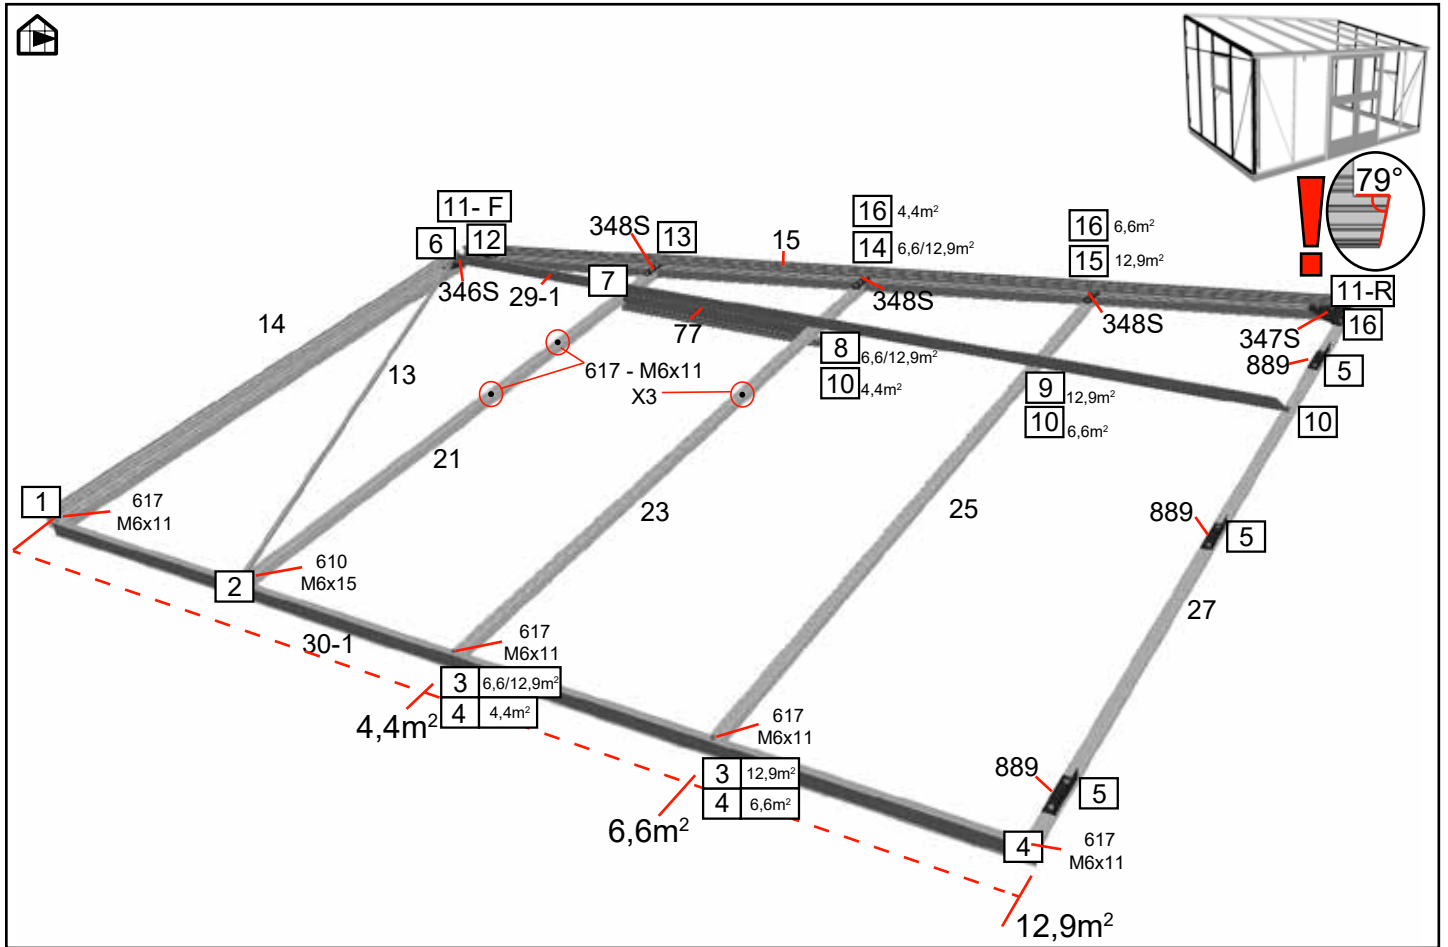 79°
11- F
6
12
348S
13
15
16 4,4m²
14 6,6/12,9m²
16 6,6m²
15 12,9m²
11-R
16
346S
29-1
7
348S
348S
347S
889
5
14
77
13
617 - M6x11
X3
8 6,6/12,9m²
10 4,4m²
9 12,9m²
10 6,6m²
10
21
23
25
1
617
M6x11
889
5
2
610
M6x15
27
30-1
617
M6x11
3 6,6/12,9m²
4 4,4m²
4,4m²
617
M6x11
3 12,9m²
4 6,6m²
6,6m²
889
5
4
617
M6x11
12,9m²